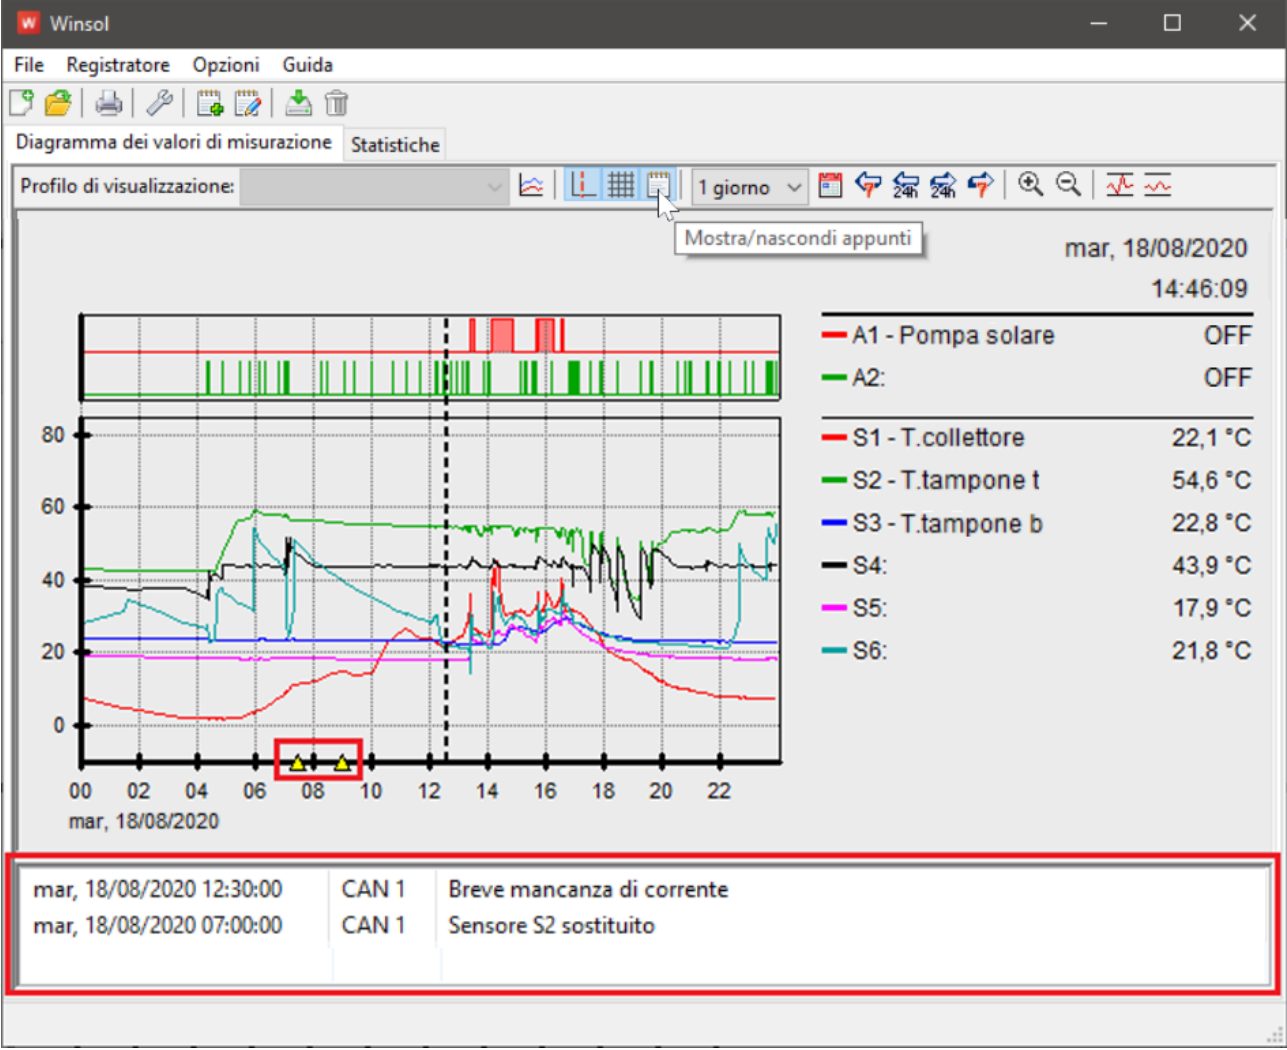 Winsol
File Registratore Opzioni Guida
Diagramma dei valori di misurazione Statistiche
Profilo di visualizzazione: 1 giorno 7 24h 24h 7
Mostra/nascondi appunti
mar, 18/08/2020
14:46:09
A1 - Pompa solare OFF
A2: OFF
S1 - T.collettore 22,1 °C
S2 - T.tampone t 54,6 °C
S3 - T.tampone b 22,8 °C
S4: 43,9 °C
S5: 17,9 °C
S6: 21,8 °C
80
60
40
20
0
00 02 04 06 08 10 12 14 16 18 20 22
mar, 18/08/2020
mar, 18/08/2020 12:30:00 CAN 1 Breve mancanza di corrente
mar, 18/08/2020 07:00:00 CAN 1 Sensore S2 sostituito